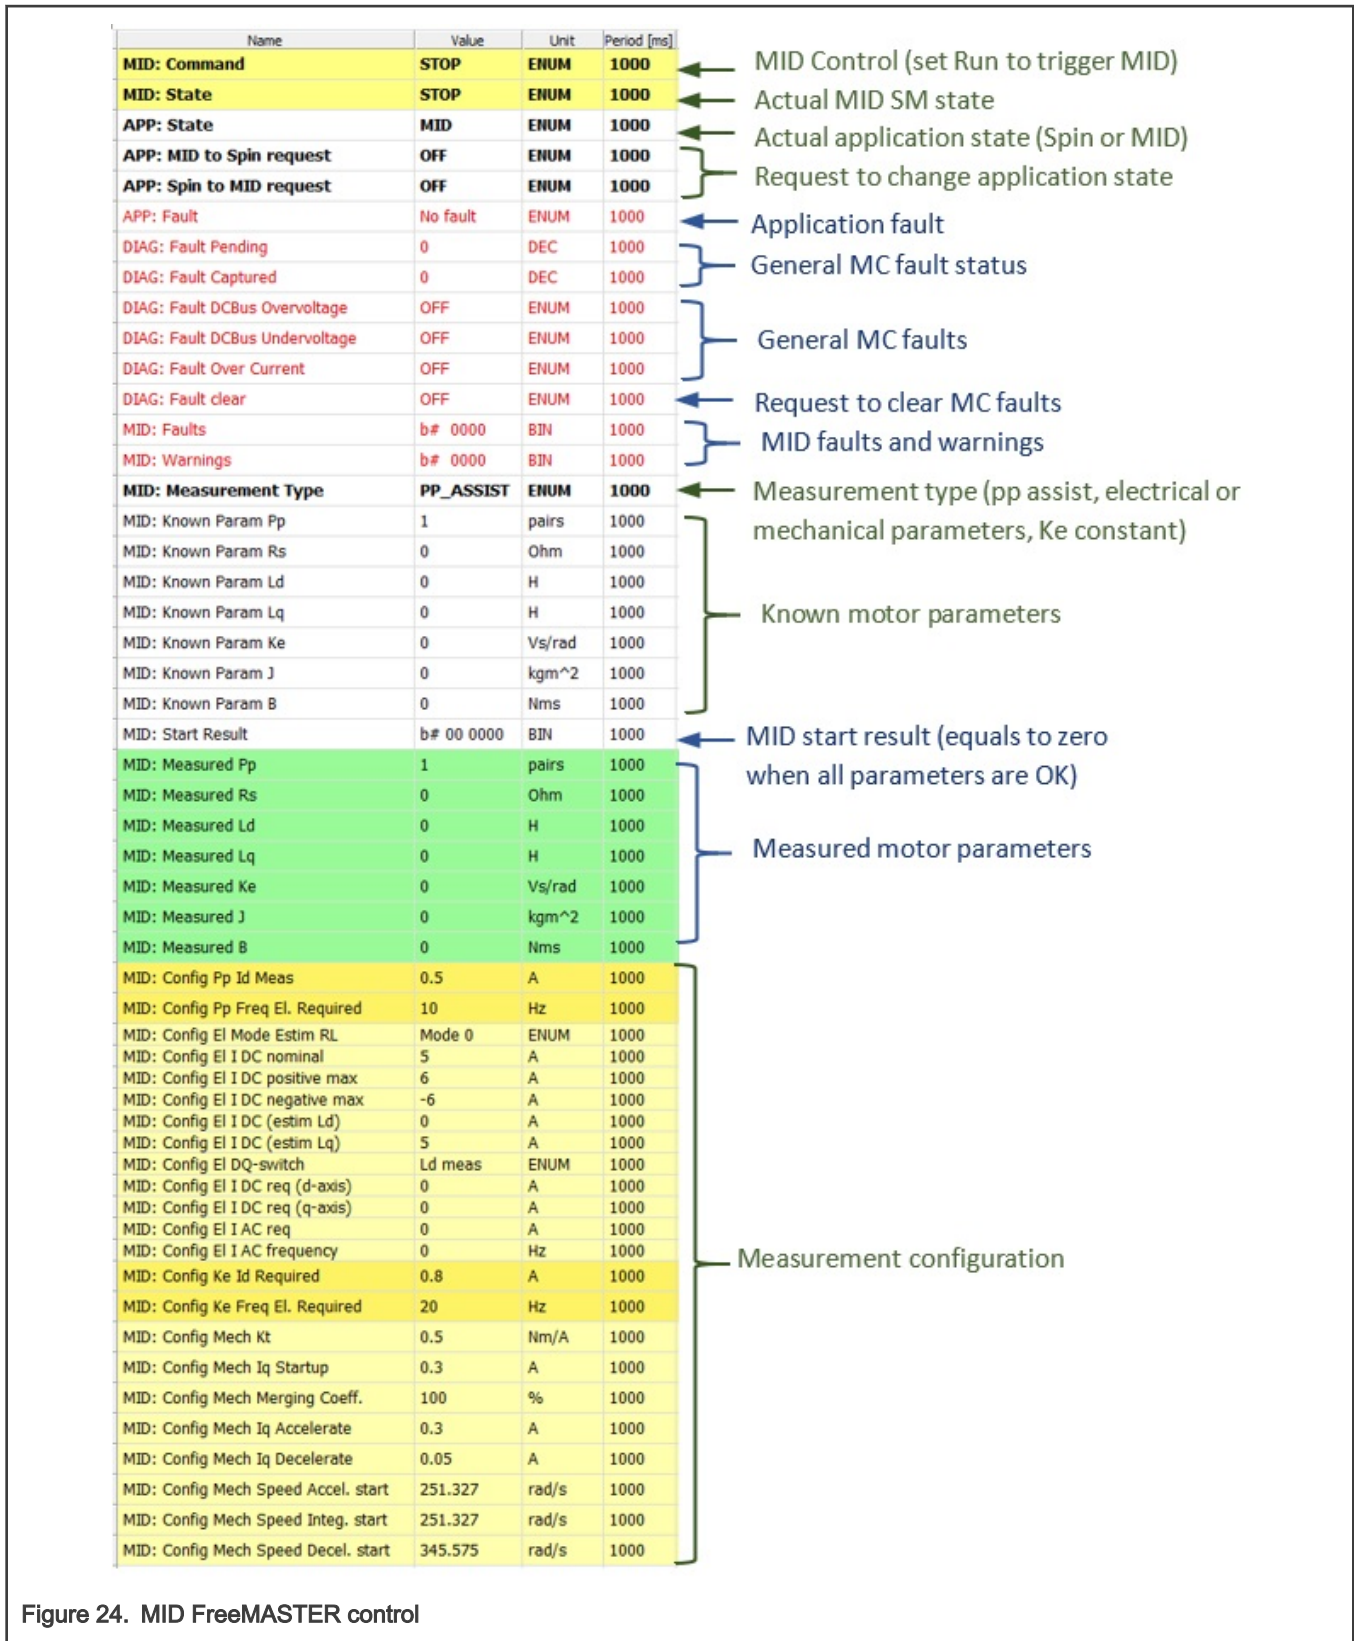 Name Value Unit Period [ms]
MID: Command STOP ENUM 1000
MID: State STOP ENUM 1000
APP: State MID ENUM 1000
APP: MID to Spin request OFF ENUM 1000
APP: Spin to MID request OFF ENUM 1000
APP: Fault No fault ENUM 1000
DIAG: Fault Pending 0 DEC 1000
DIAG: Fault Captured 0 DEC 1000
DIAG: Fault DCBus Overvoltage OFF ENUM 1000
DIAG: Fault DCBus Undervoltage OFF ENUM 1000
DIAG: Fault Over Current OFF ENUM 1000
DIAG: Fault clear OFF ENUM 1000
MID: Faults b# 0000 BIN 1000
MID: Warnings b# 0000 BIN 1000
MID: Measurement Type PP_ASSIST ENUM 1000
MID: Known Param Pp 1 pairs 1000
MID: Known Param Rs 0 Ohm 1000
MID: Known Param Ld 0 H 1000
MID: Known Param Lq 0 H 1000
MID: Known Param Ke 0 Vs/rad 1000
MID: Known Param J 0 kgm^2 1000
MID: Known Param B 0 Nms 1000
MID: Start Result b# 00 0000 BIN 1000
MID: Measured Pp 1 pairs 1000
MID: Measured Rs 0 Ohm 1000
MID: Measured Ld 0 H 1000
MID: Measured Lq 0 H 1000
MID: Measured Ke 0 Vs/rad 1000
MID: Measured J 0 kgm^2 1000
MID: Measured B 0 Nms 1000
MID: Config Pp Id Meas 0.5 A 1000
MID: Config Pp Freq El. Required 10 Hz 1000
MID: Config El Mode Estim RL Mode 0 ENUM 1000
MID: Config El I DC nominal 5 A 1000
MID: Config El I DC positive max 6 A 1000
MID: Config El I DC negative max -6 A 1000
MID: Config El I DC (estim Ld) 0 A 1000
MID: Config El I DC (estim Lq) 5 A 1000
MID: Config El DQ-switch Ld meas ENUM 1000
MID: Config El I DC req (d-axis) 0 A 1000
MID: Config El I DC req (q-axis) 0 A 1000
MID: Config El I AC req 0 A 1000
MID: Config El I AC frequency 0 Hz 1000
MID: Config Ke Id Required 0.8 A 1000
MID: Config Ke Freq El. Required 20 Hz 1000
MID: Config Mech Kt 0.5 Nm/A 1000
MID: Config Mech Iq Startup 0.3 A 1000
MID: Config Mech Merging Coeff. 100 % 1000
MID: Config Mech Iq Accelerate 0.3 A 1000
MID: Config Mech Iq Decelerate 0.05 A 1000
MID: Config Mech Speed Accel. start 251.327 rad/s 1000
MID: Config Mech Speed Integ. start 251.327 rad/s 1000
MID: Config Mech Speed Decel. start 345.575 rad/s 1000
MID Control (set Run to trigger MID)
Actual MID SM state
Actual application state (Spin or MID)
Request to change application state
Application fault
General MC fault status
General MC faults
Request to clear MC faults
MID faults and warnings
Measurement type (pp assist, electrical or
mechanical parameters, Ke constant)
Known motor parameters
MID start result (equals to zero
when all parameters are OK)
Measured motor parameters
Measurement configuration
Figure 24. MID FreeMASTER control